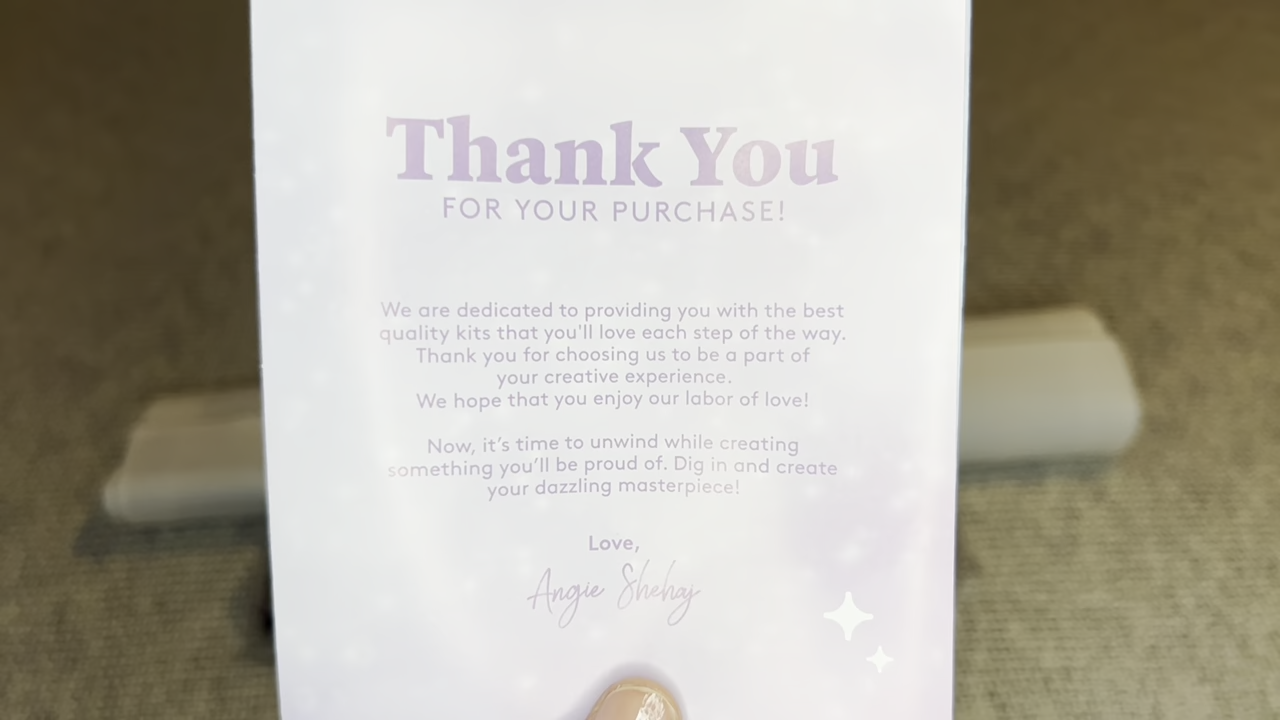 Thank You
FOR YOUR PURCHASE!
We are dedicated to providing you with the best
quality kits that you'll love each step of the way.
Thank you for choosing us to be a part of
your creative experience.
We hope that you enjoy our labor of love!
Now, it's time to unwind while creating
something you'll be proud of. Dig in and create
your dazzling masterpiece!
Love,
Angie Shehaj